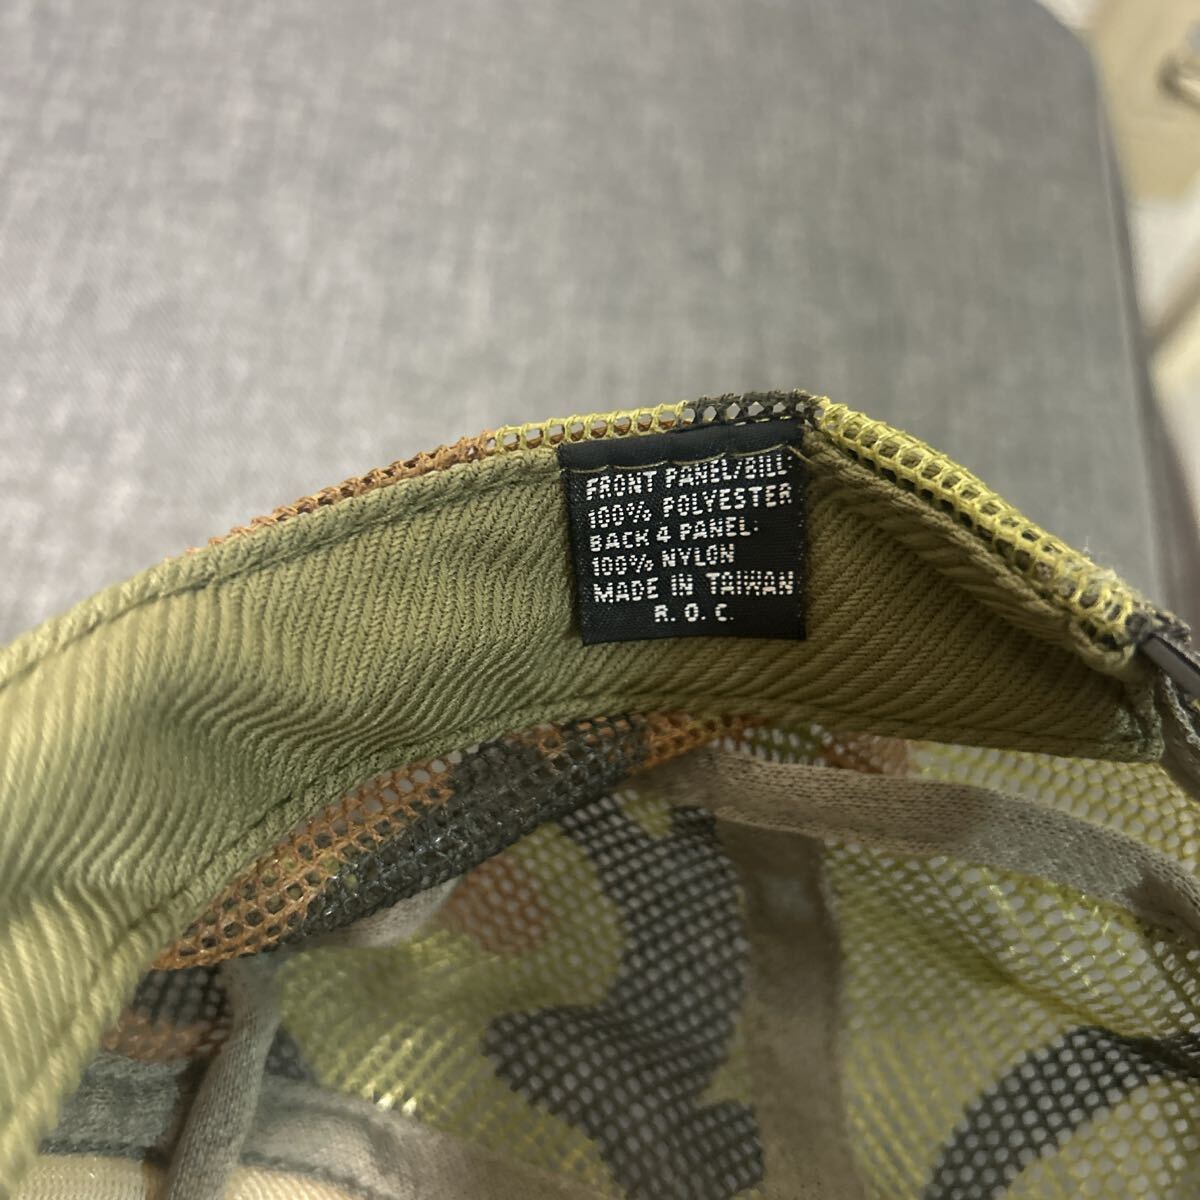 FRONT PANEL/BILL:
100% POLYESTER
BACK 4 PANEL:
100% NYLON
MADE IN TAIWAN
R. O. C.